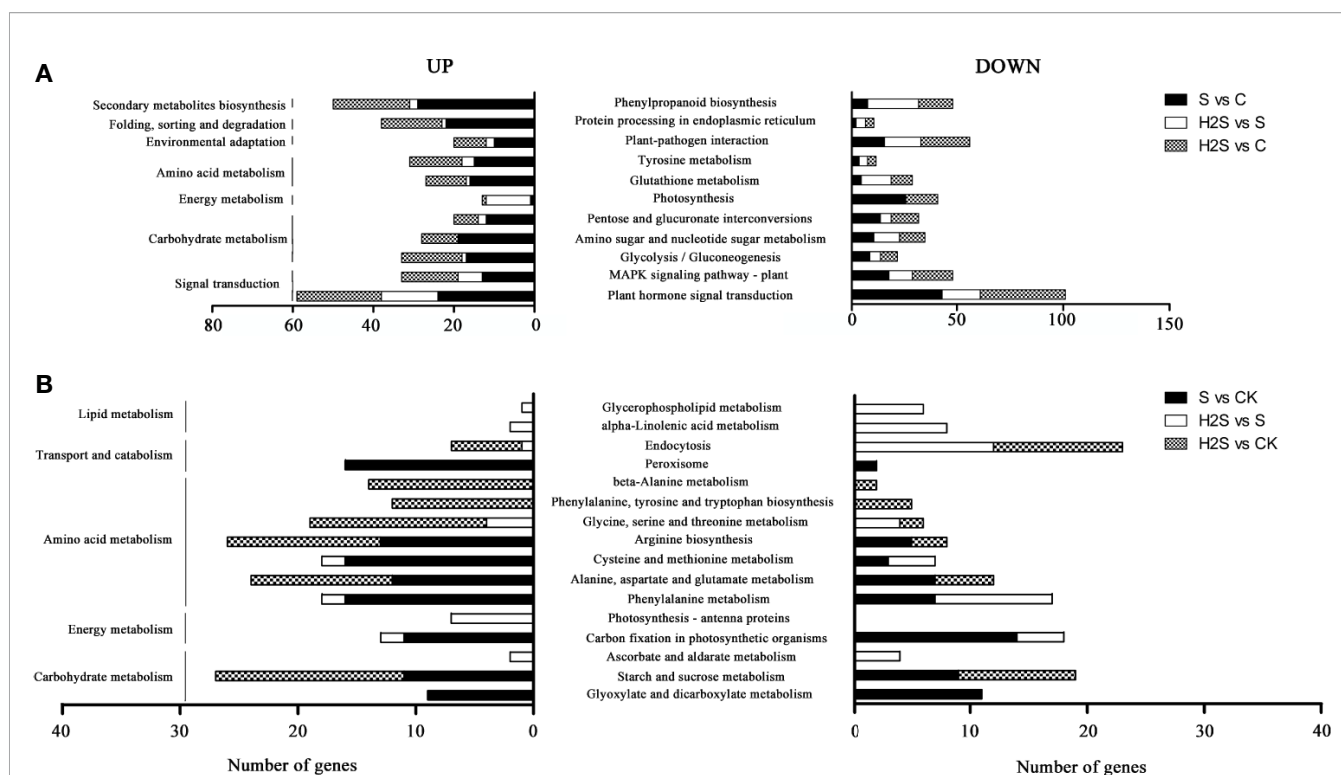 A
UP
DOWN
Secondary metabolites biosynthesis
Phenylpropanoid biosynthesis
S vs C
Folding, sorting and degradation
Protein processing in endoplasmic reticulum
H2S vs S
Environmental adaptation
Plant-pathogen interaction
H2S vs C
Amino acid metabolism
Tyrosine metabolism
Glutathione metabolism
Energy metabolism
Photosynthesis
Carbohydrate metabolism
Pentose and glucuronate interconversions
Amino sugar and nucleotide sugar metabolism
Glycolysis / Gluconeogenesis
Signal transduction
MAPK signaling pathway - plant
Plant hormone signal transduction
80 60 40 20 0
0 50 100 150
B
Lipid metabolism
Glycerophospholipid metabolism
S vs CK
alpha-Linolenic acid metabolism
H2S vs S
Transport and catabolism
Endocytosis
H2S vs CK
Peroxisome
Amino acid metabolism
beta-Alanine metabolism
Phenylalanine, tyrosine and tryptophan biosynthesis
Glycine, serine and threonine metabolism
Arginine biosynthesis
Cysteine and methionine metabolism
Alanine, aspartate and glutamate metabolism
Phenylalanine metabolism
Energy metabolism
Photosynthesis - antenna proteins
Carbon fixation in photosynthetic organisms
Carbohydrate metabolism
Ascorbate and aldarate metabolism
Starch and sucrose metabolism
Glyoxylate and dicarboxylate metabolism
40 30 20 10 0
0 10 20 30 40
Number of genes
Number of genes